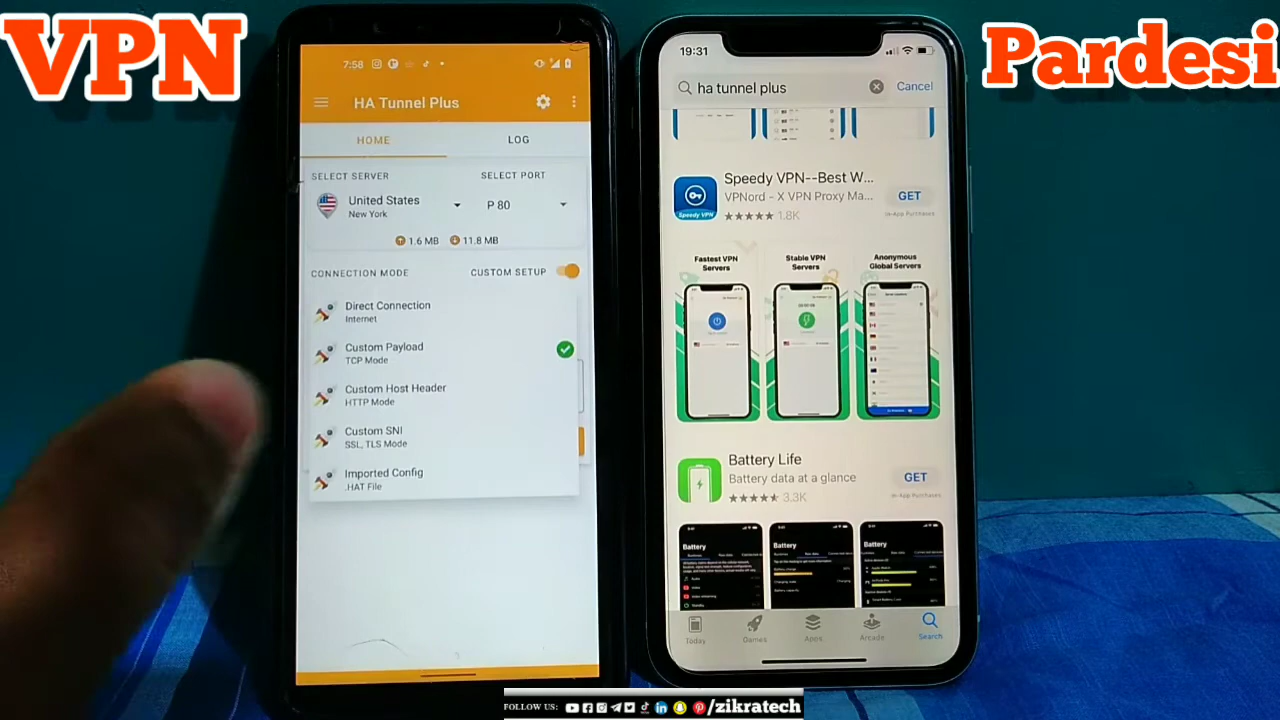 VPN
Pardesi
7:58
HA Tunnel Plus
HOME
LOG
SELECT SERVER
SELECT PORT
United States
New York
P 80
1.6 MB
11.8 MB
CONNECTION MODE
CUSTOM SETUP
Direct Connection
Internet
Custom Payload
TCP Mode
Custom Host Header
HTTP Mode
Custom SNI
SSL, TLS Mode
Imported Config
.HAT File
19:31
ha tunnel plus
Cancel
Speedy VPN--Best W...
VPNord - X VPN Proxy Ma...
1.8K
GET
In-App Purchases
Speedy VPN
Fastest VPN
Servers
Stable VPN
Servers
Anonymous
Global Servers
Battery Life
Battery data at a glance
3.3K
GET
In-App Purchases
Battery
Battery
Battery
Today
Games
Apps
Arcade
Search
FOLLOW US:
/zikratech